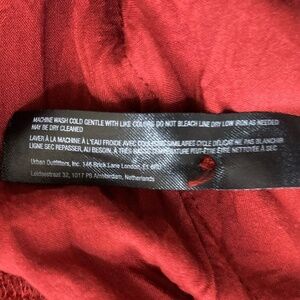 MACHINE WASH COLD GENTLE WITH LIKE COLORS DO NOT BLEACH LINE DRY LOW IRON AS NEEDED
MAY BE DRY CLEANED
LAVER À LA MACHINE À L'EAU FROIDE AVEC COULEURS SIMILAIRES CYCLE DÉLICAT NE PAS BLANCHIR
LIGNE SEC REPASSER, AU BESOIN, À TRÈS BASSE TEMPÉRATURE PEUT-ÊTRE ÊTRE NETTOYÉ À SEC
Urban Outfitters, Inc. 146 Brick Lane London, E1
Leidsestraat 32, 1017 PB Amsterdam, Netherlands